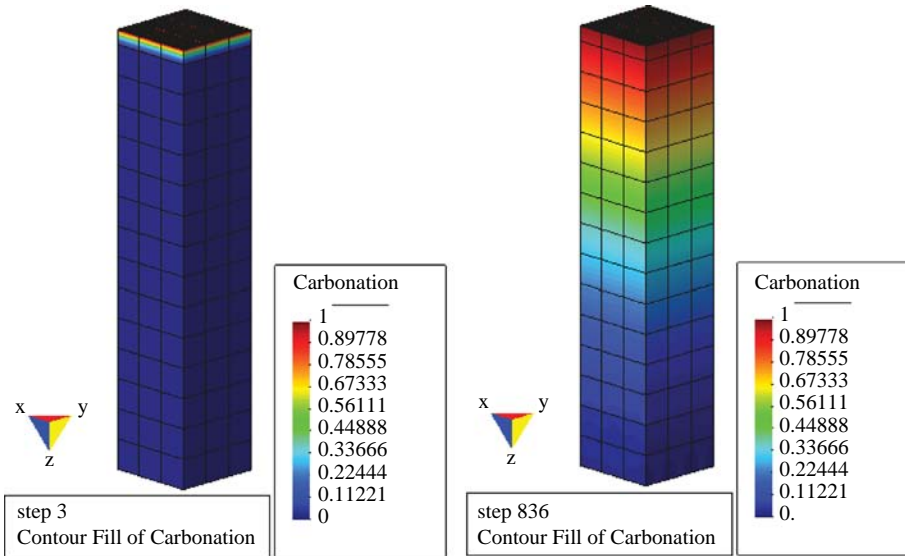 x y
z
Carbonation
1
0.89778
0.78555
0.67333
0.56111
0.44888
0.33666
0.22444
0.11221
0
step 3
Contour Fill of Carbonation
x y
z
Carbonation
1
0.89778
0.78555
0.67333
0.56111
0.44888
0.33666
0.22444
0.11221
0.
step 836
Contour Fill of Carbonation